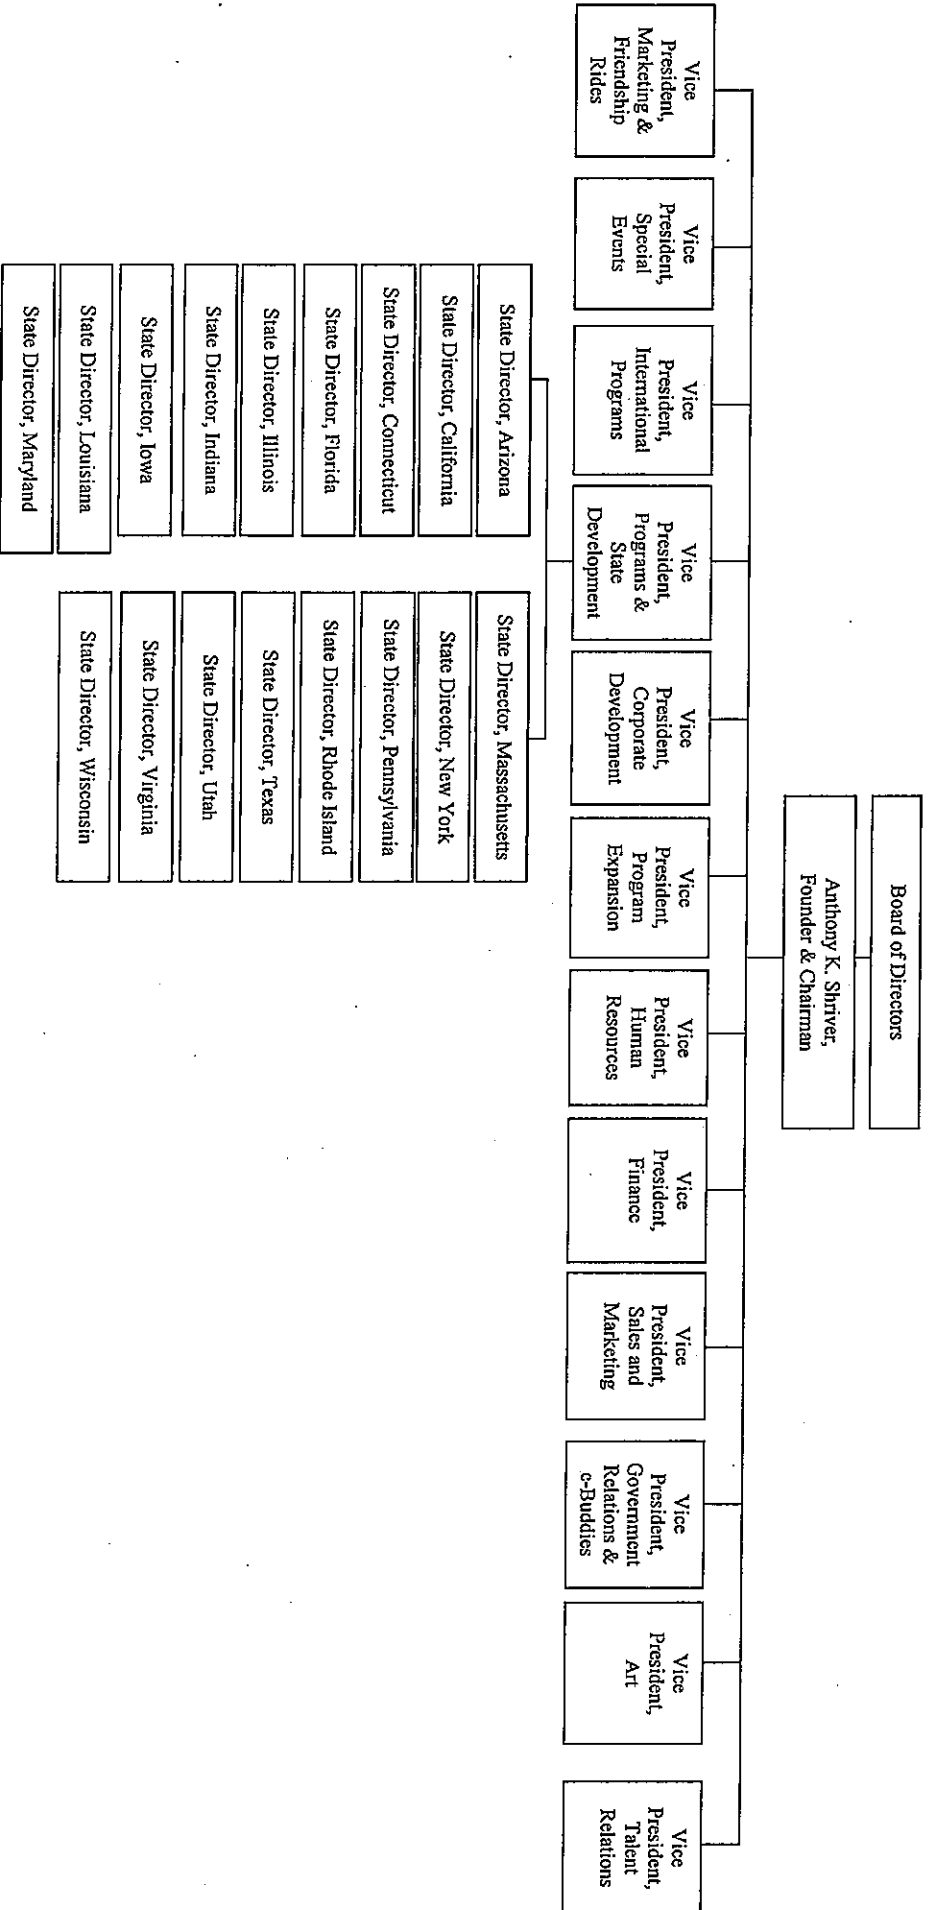 Board of Directors
Anthony K. Shriver,
Founder & Chairman
Vice
President,
Marketing &
Friendship
Rides
Vice
President,
Special
Events
Vice
President,
International
Programs
Vice
President,
Programs &
State
Development
Vice
President,
Corporate
Development
Vice
President,
Program
Expansion
Vice
President,
Human
Resources
Vice
President,
Finance
Vice
President,
Sales and
Marketing
Vice
President,
Government
Relations &
e-Buddies
Vice
President,
Art
Vice
President,
Talent
Relations
State Director, Arizona
State Director, California
State Director, Connecticut
State Director, Florida
State Director, Illinois
State Director, Indiana
State Director, Iowa
State Director, Louisiana
State Director, Maryland
State Director, Massachusetts
State Director, New York
State Director, Pennsylvania
State Director, Rhode Island
State Director, Texas
State Director, Utah
State Director, Virginia
State Director, Wisconsin